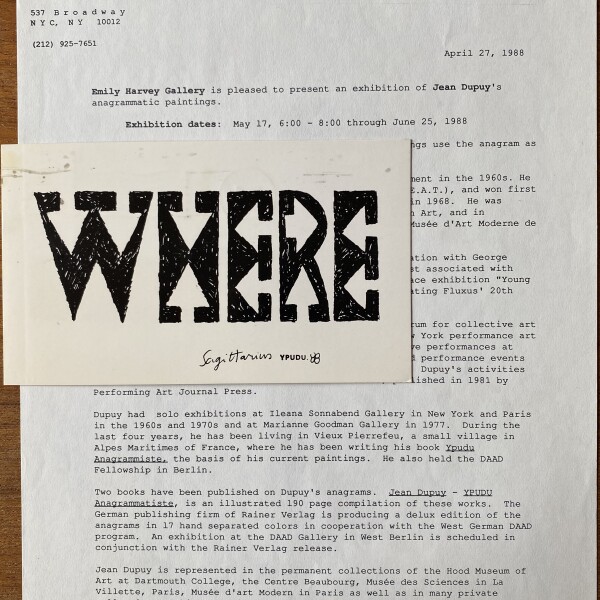 537 Broadway
NYC, NY 10012
(212) 925-7651
April 27, 1988
Emily Harvey Gallery is pleased to present an exhibition of Jean Dupuy's
anagrammatic paintings.
Exhibition dates: May 17, 6:00 - 8:00 through June 25, 1988
ngs use the anagram as
ment in the 1960s. He
E.A.T.), and won first
in 1968. He was
n Art, and in
Musée d'Art Moderne de
ation with George
st associated with
ace exhibition "Young
ating Fluxus' 20th
rum for collective art
w York performance art
ve performances at
d performance events
Dupuy's activities
lished in 1981 by
Performing Art Journal Press.
WHERE
Sagittarius YPUDU.88
Dupuy had solo exhibitions at Ileana Sonnabend Gallery in New York and Paris
in the 1960s and 1970s and at Marianne Goodman Gallery in 1977. During the
last four years, he has been living in Vieux Pierrefeu, a small village in
Alpes Maritimes of France, where he has been writing his book Ypudu
Anagrammiste, the basis of his current paintings. He also held the DAAD
Fellowship in Berlin.
Two books have been published on Dupuy's anagrams. Jean Dupuy - YPUDU
Anagrammatiste, is an illustrated 190 page compilation of these works. The
German publishing firm of Rainer Verlag is producing a delux edition of the
anagrams in 17 hand separated colors in cooperation with the West German DAAD
program. An exhibition at the DAAD Gallery in West Berlin is scheduled in
conjunction with the Rainer Verlag release.
Jean Dupuy is represented in the permanent collections of the Hood Museum of
Art at Dartmouth College, the Centre Beaubourg, Musée des Sciences in La
Villette, Paris, Musée d'art Modern in Paris as well as in many private